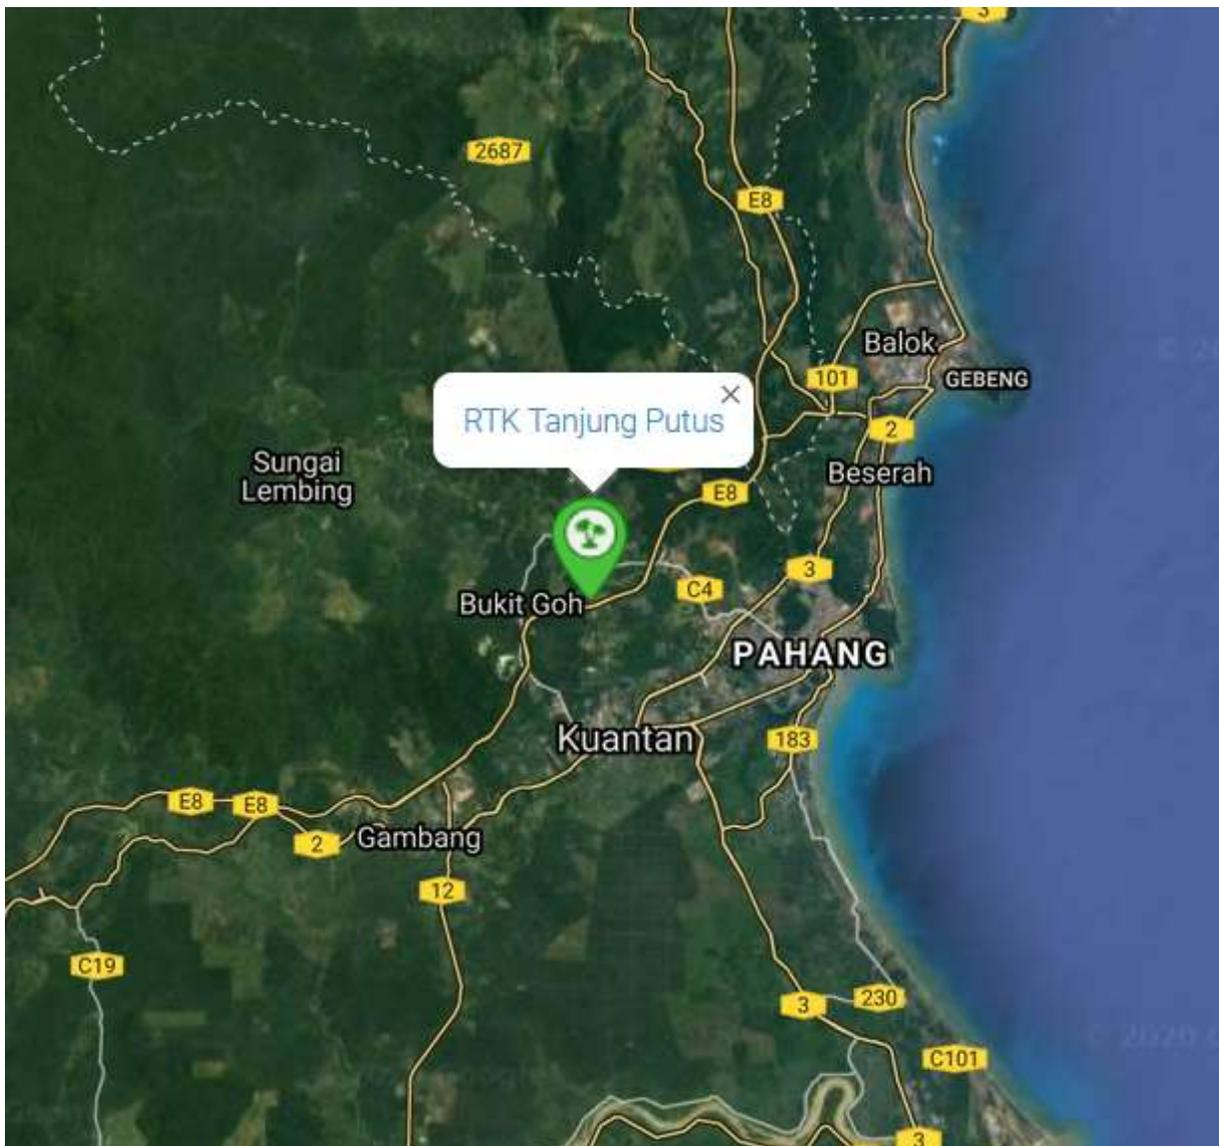 3
2687
E8
Balok
101
GEBENG
RTK Tanjung Putus
2
Sungai
Lembing
Beserah
E8
3
C4
Bukit Goh
PAHANG
Kuantan
183
E8
E8
2
Gambang
12
C19
3
230
C101
© 2020
3